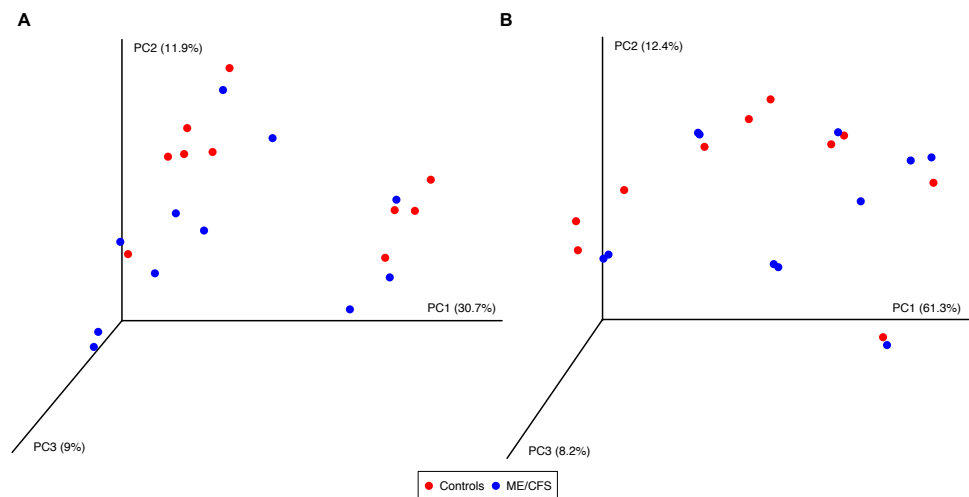 A
B
PC2 (11.9%)
PC2 (12.4%)
PC1 (30.7%)
PC1 (61.3%)
PC3 (9%)
PC3 (8.2%)
Controls ME/CFS